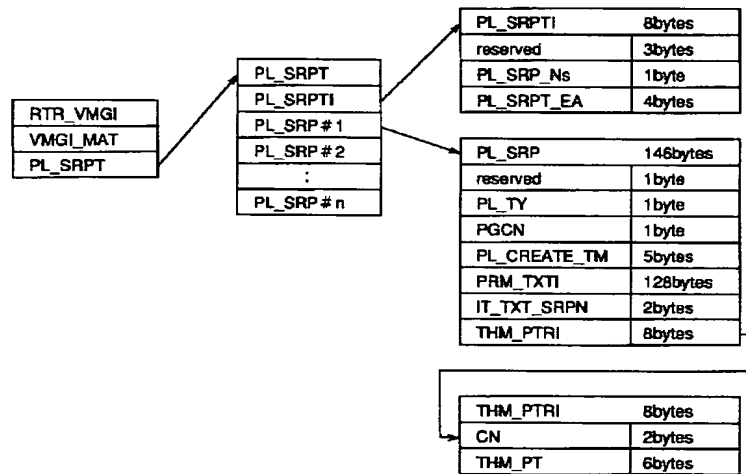 RTR_VMGI
VMGI_MAT
PL_SRPT
PL_SRPT
PL_SRPTI
PL_SRP#1
PL_SRP#2
:
PL_SRP#n
PL_SRPTI 8bytes
reserved 3bytes
PL_SRP_Ns 1byte
PL_SRPT_EA 4bytes
PL_SRP 146bytes
reserved 1byte
PL_TY 1byte
PGCN 1byte
PL_CREATE_TM 5bytes
PRM_TXTI 128bytes
IT_TXT_SRPN 2bytes
THM_PTRI 8bytes
THM_PTRI 8bytes
CN 2bytes
THM_PT 6bytes